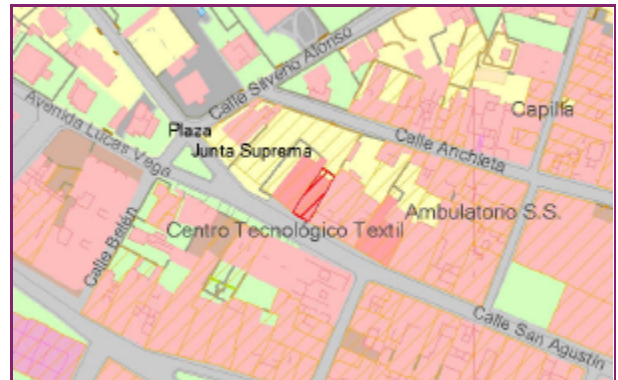 Calle Silverio Alonso
Capilla
Avenida Lucas Vega
Plaza
Junta Suprema
Calle Anchieta
Ambulatorio S.S.
Centro Tecnológico Textil
Calle Belén
Calle San Agustín